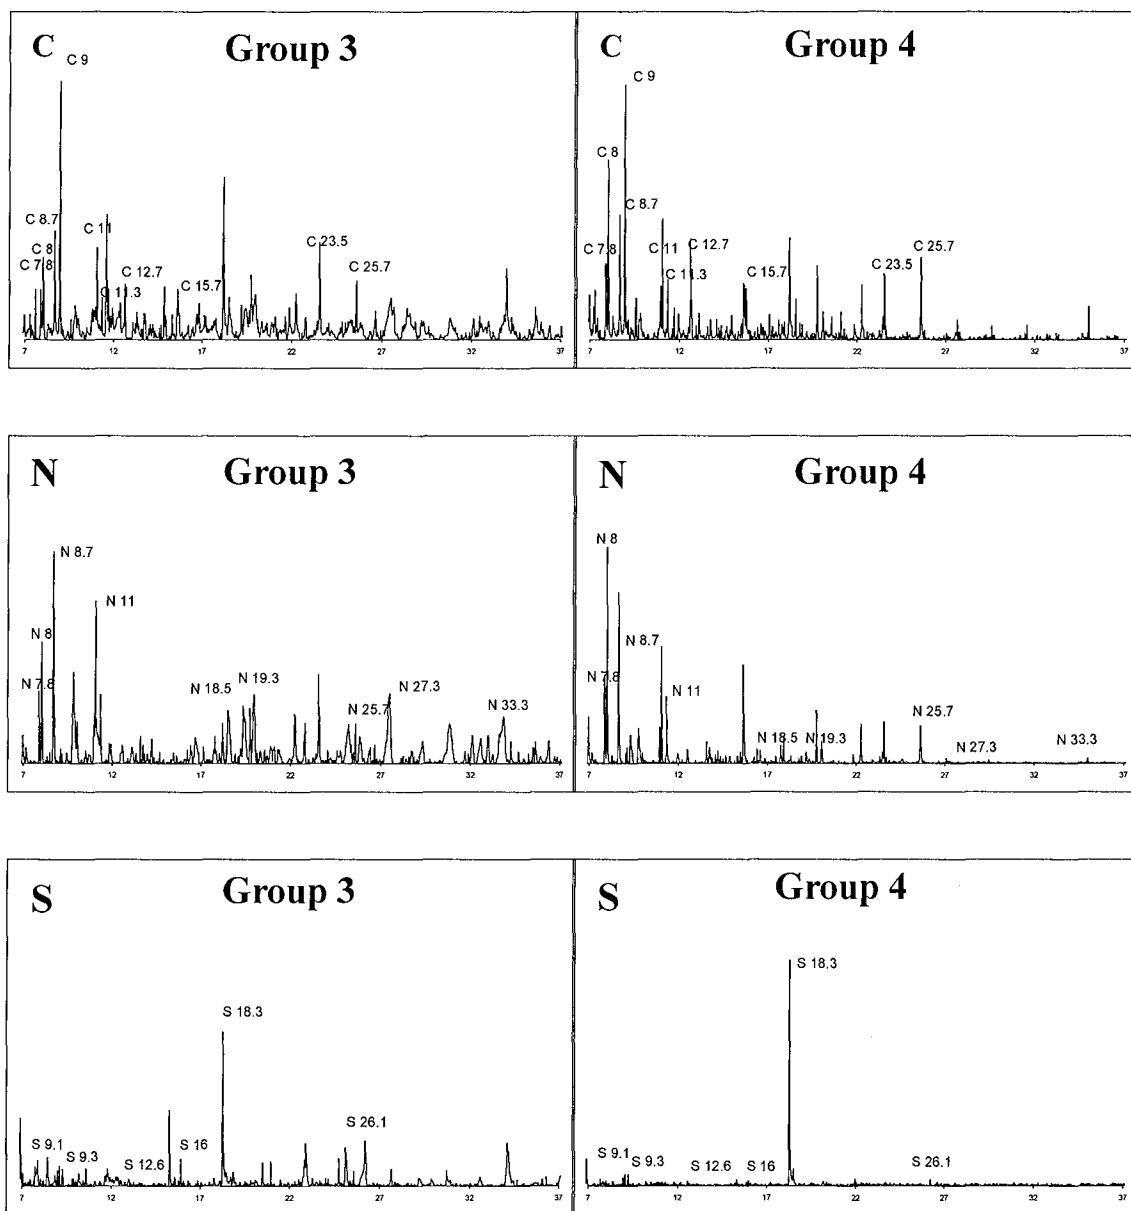 C Group 3
C 9
C 8.7
C 8
C 7.8
C 11
C 11.3
C 12.7
C 15.7
C 23.5
C 25.7
7 12 17 22 27 32 37
C Group 4
C 9
C 8
C 8.7
C 7.8
C 11
C 11.3
C 12.7
C 15.7
C 23.5
C 25.7
7 12 17 22 27 32 37
N Group 3
N 8.7
N 11
N 8
N 7.8
N 18.5
N 19.3
N 25.7
N 27.3
N 33.3
7 12 17 22 27 32 37
N Group 4
N 8
N 8.7
N 7.8
N 11
N 18.5
N 19.3
N 25.7
N 27.3
N 33.3
7 12 17 22 27 32 37
S Group 3
S 18.3
S 9.1
S 9.3
S 12.6
S 16
S 26.1
7 12 17 22 27 32 37
S Group 4
S 18.3
S 9.1
S 9.3
S 12.6
S 16
S 26.1
7 12 17 22 27 32 37